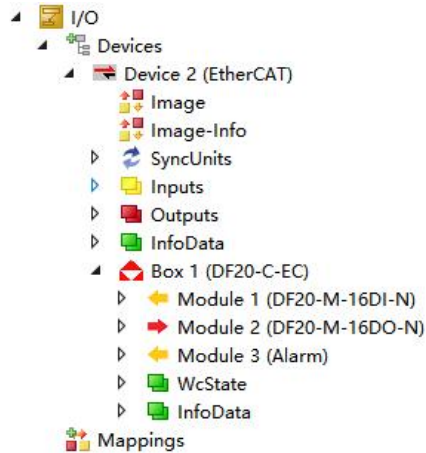 I/O
Devices
Device 2 (EtherCAT)
Image
Image-Info
SyncUnits
Inputs
Outputs
InfoData
Box 1 (DF20-C-EC)
Module 1 (DF20-M-16DI-N)
Module 2 (DF20-M-16DO-N)
Module 3 (Alarm)
WcState
InfoData
Mappings